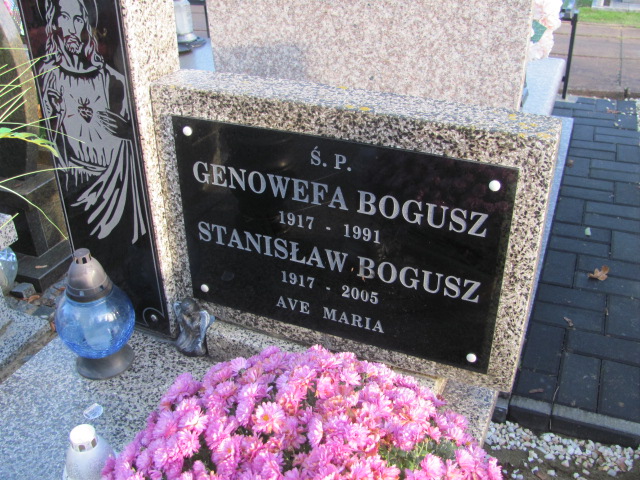 Ś. P.
GENOWEFA BOGUSZ
1917 - 1991
STANISŁAW BOGUSZ
1917 - 2005
AVE MARIA